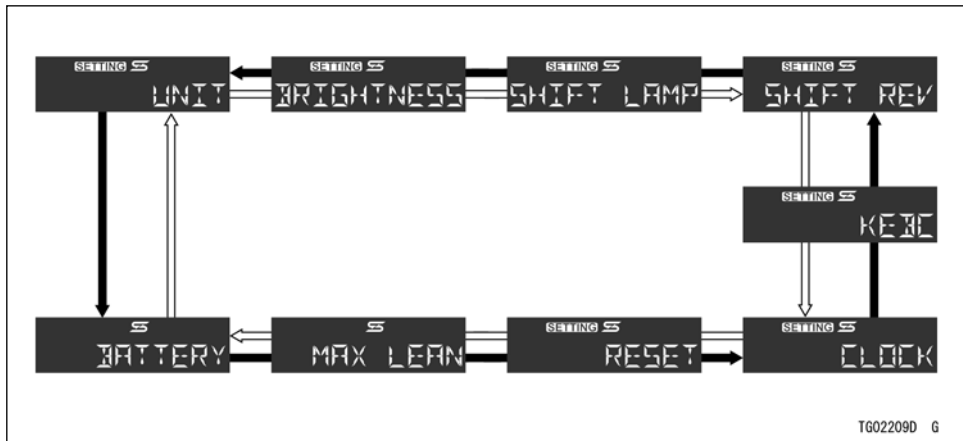 SETTING
UNIT
SETTING
BRIGHTNESS
SETTING
SHIFT LAMP
SETTING
SHIFT REV
SETTING
KEBC
BATTERY
MAX LEAN
SETTING
RESET
SETTING
CLOCK
TG02209D G